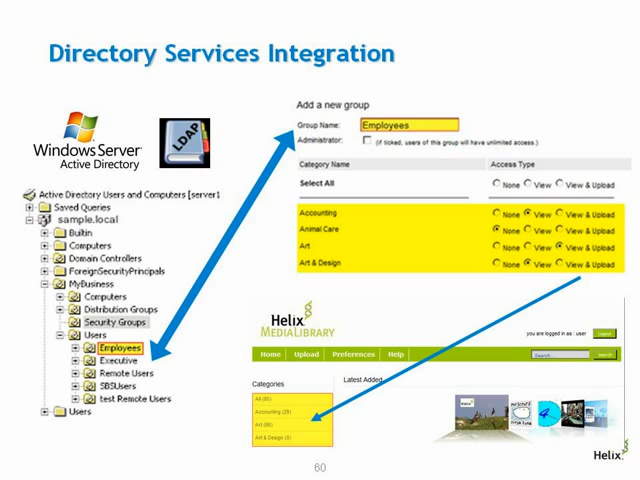 Directory Services Integration
Windows Server
Active Directory
LDAP
Active Directory Users and Computers [server1
Saved Queries
sample.local
Builtin
Computers
Domain Controllers
ForeignSecurityPrincipals
MyBusiness
Computers
Distribution Groups
Security Groups
Users
Employees
Executive
Remote Users
SBSUsers
test Remote Users
Users
Add a new group
Group Name: Employees
Administrator: (if ticked, users of this group will have unlimited access.)
Category Name Access Type
Select All None View View & Upload
Accounting None View View & Upload
Animal Care None View View & Upload
Art None View View & Upload
Art & Design None View View & Upload
Helix
MEDIA LIBRARY
you are logged in as : user Logout
Home Upload Preferences Help Search search
Categories
Latest Added
All (95)
Accounting (29)
Art (66)
Art & Design (0)
Helix
60